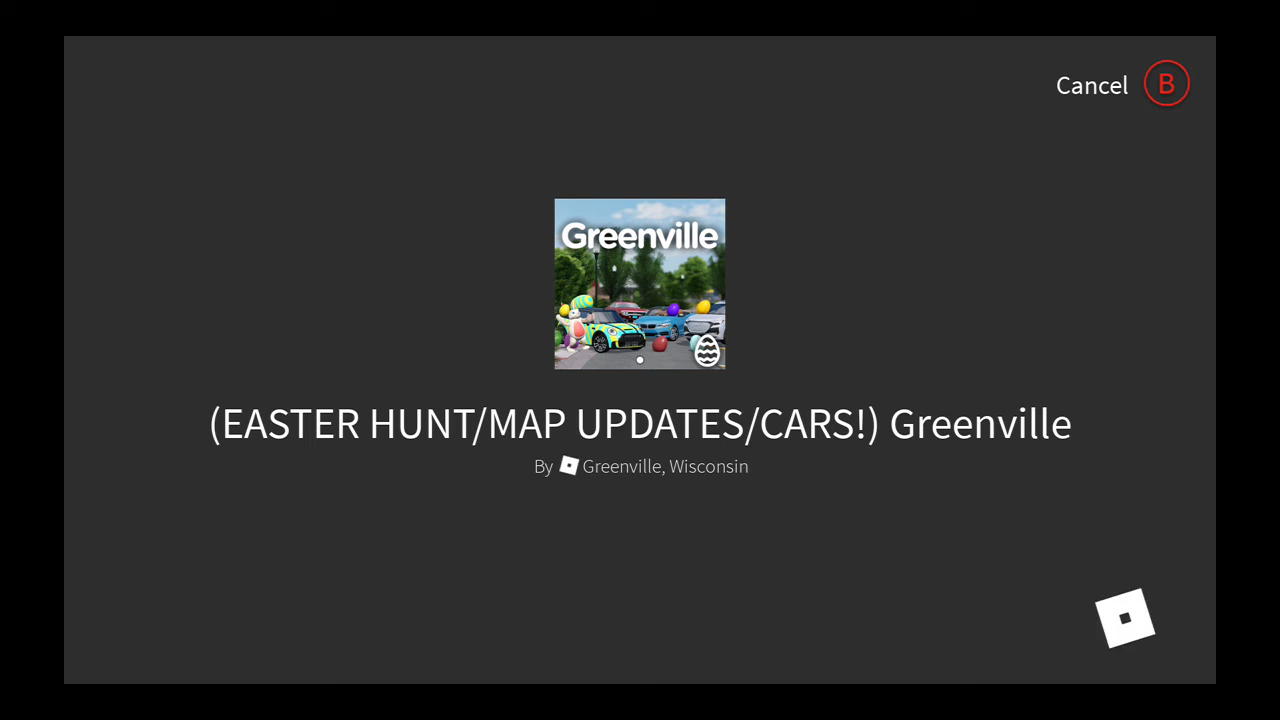 Cancel B
Greenville
(EASTER HUNT/MAP UPDATES/CARS!) Greenville
By Greenville, Wisconsin